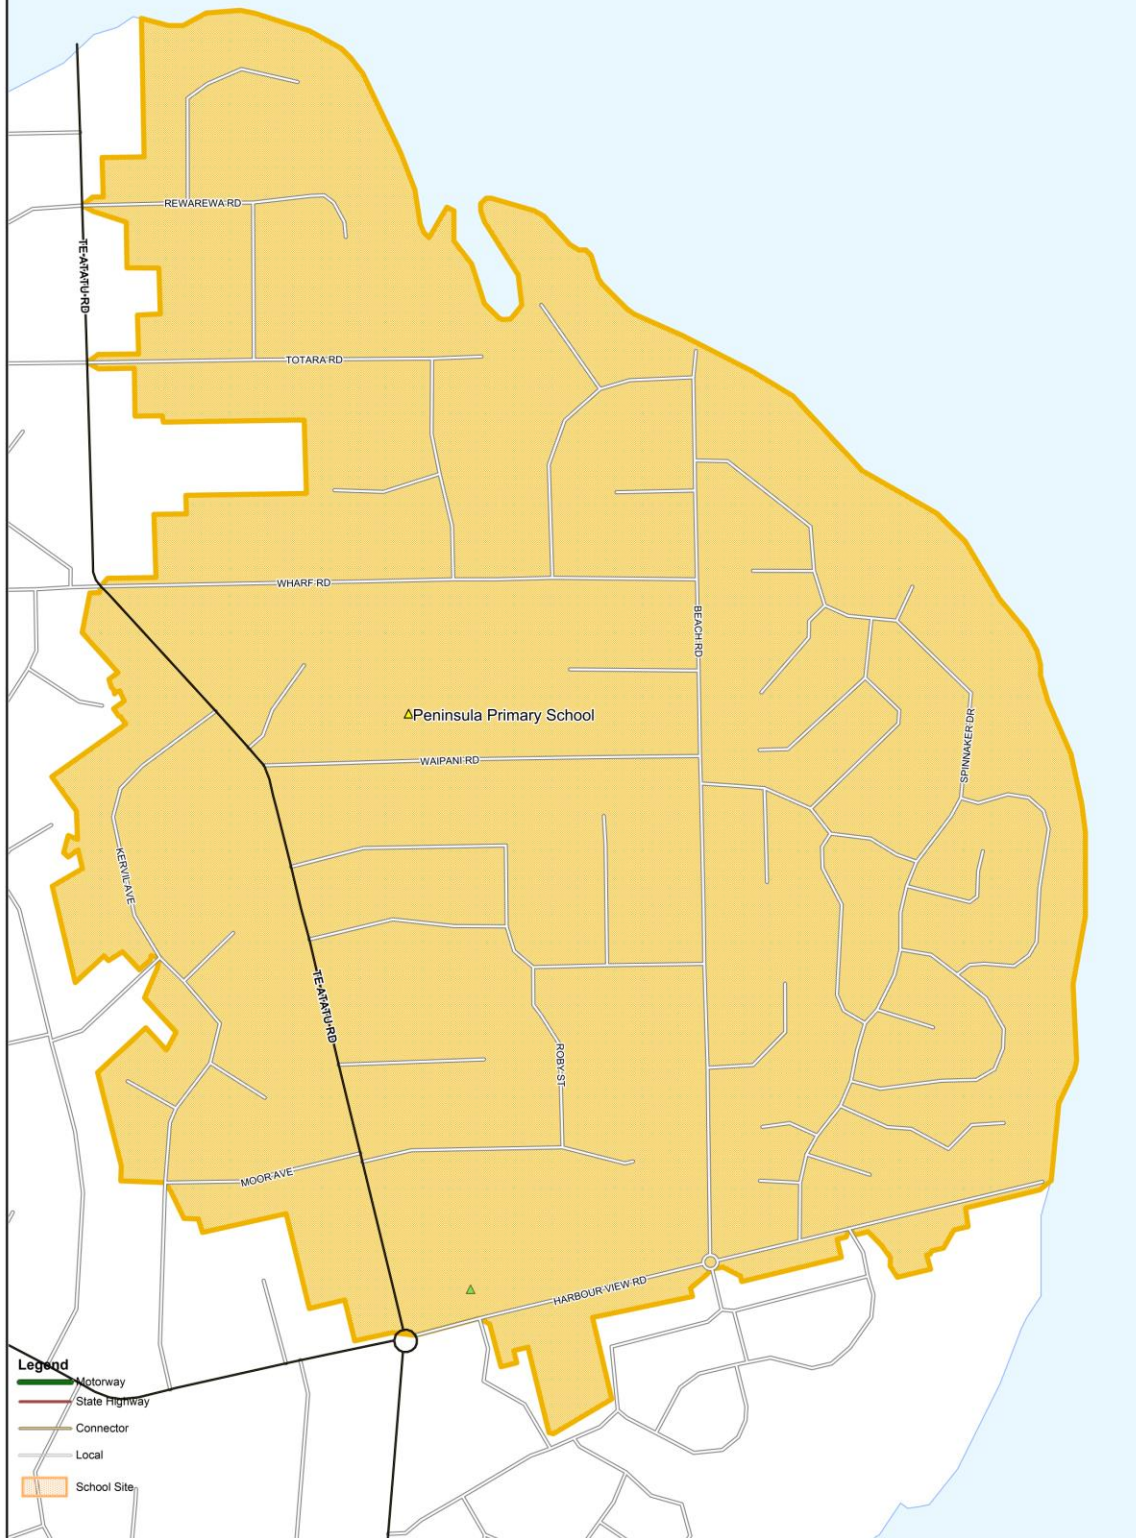 REWAREWA RD
TE ATATU RD
TOTARA RD
WHARF RD
BEACH RD
Peninsula Primary School
SPINNAKER DR
WAIPANI RD
KERVIL AVE
TE ATATU RD
ROBY ST
MOOR AVE
HARBOUR VIEW RD
Legend
Motorway
State Highway
Connector
Local
School Site